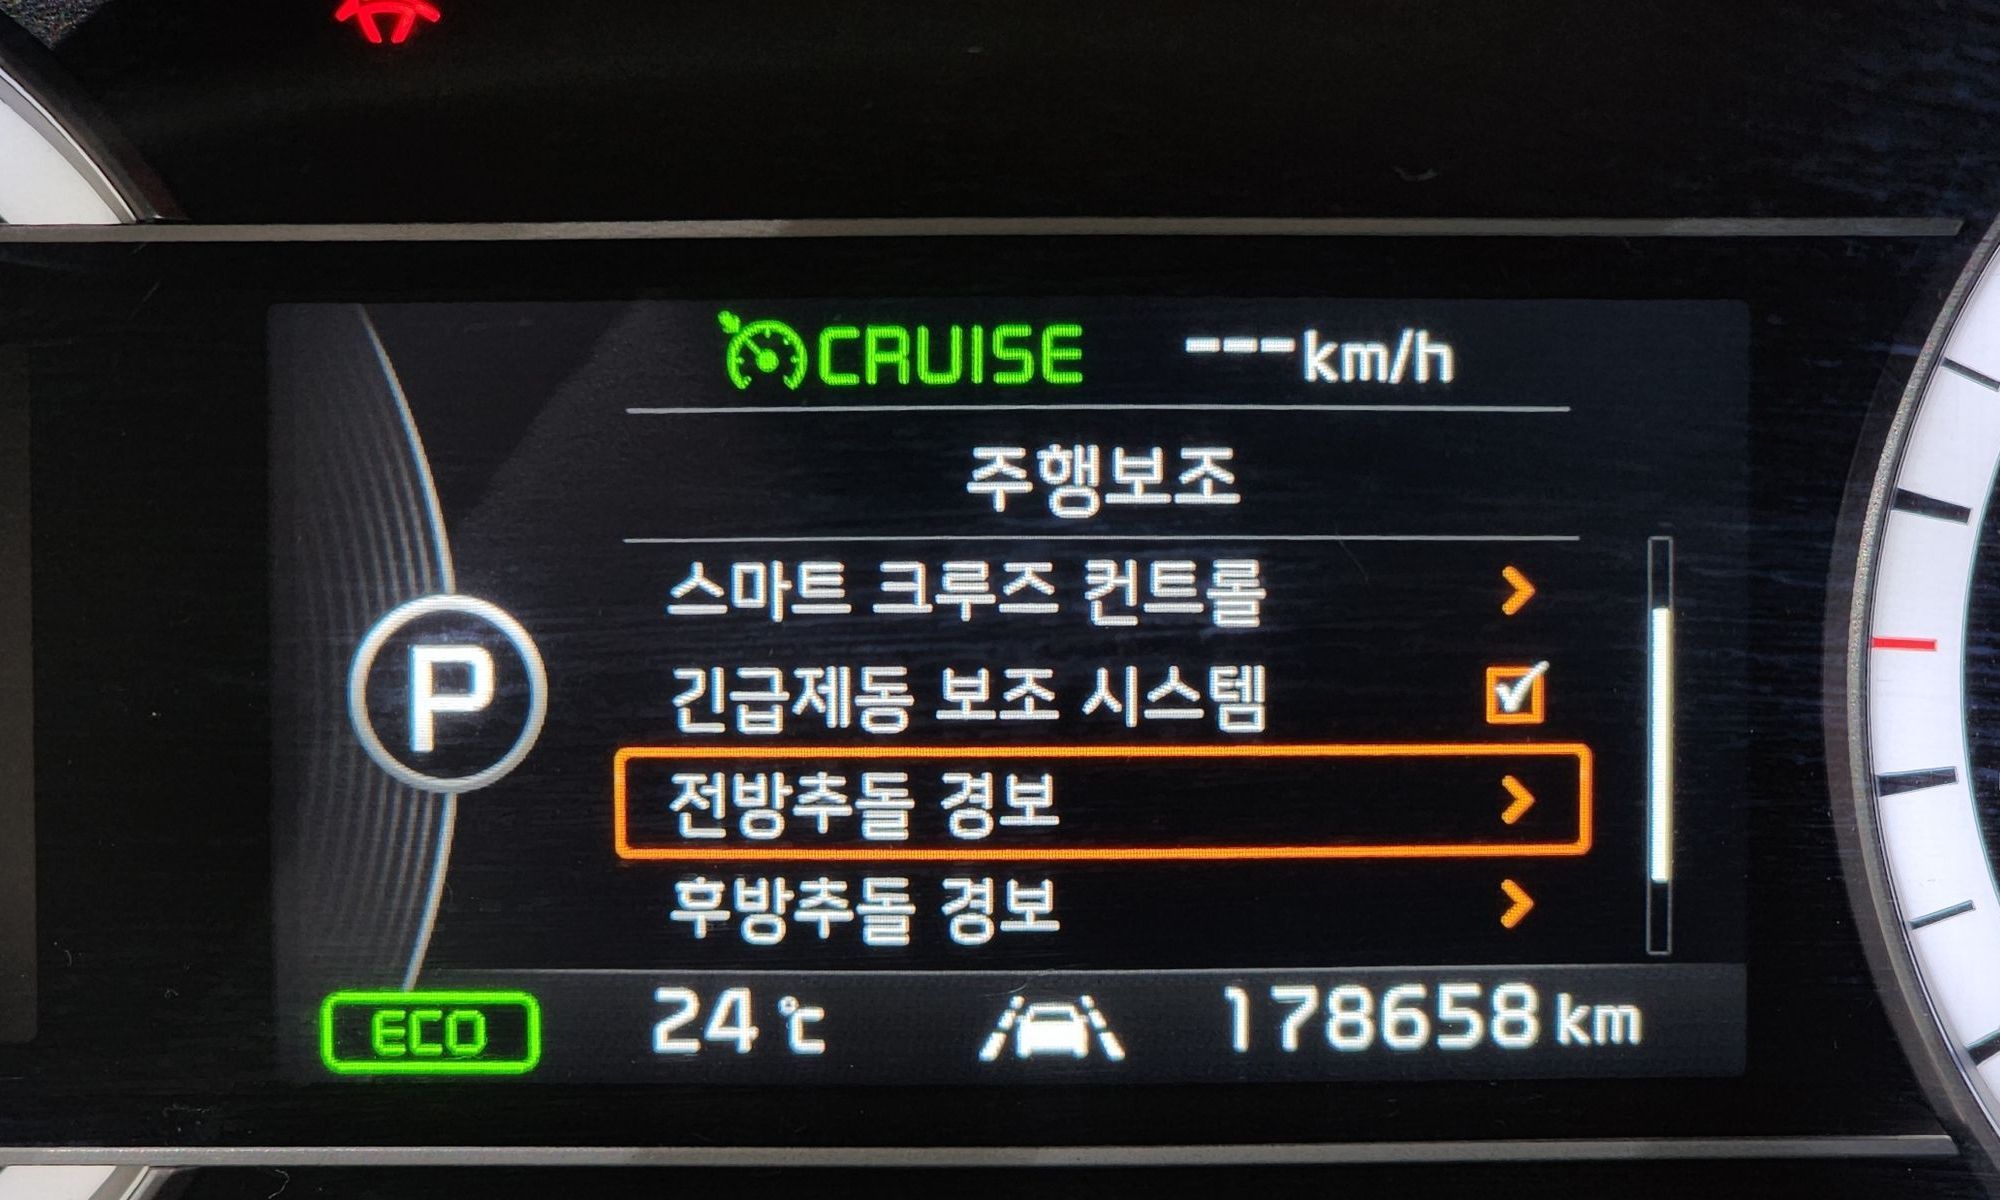 CRUISE ---km/h
주행보조
스마트 크루즈 컨트롤
긴급제동 보조 시스템
전방추돌 경보
후방추돌 경보
P
ECO 24 ℃ 178658 km